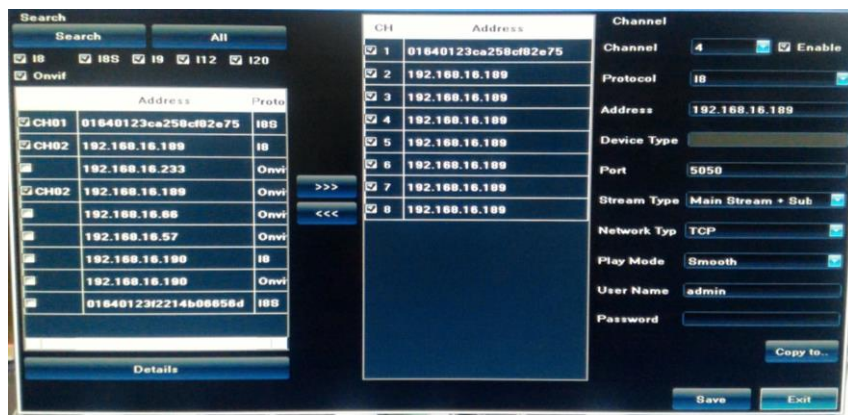 Search
Search All
I8 I8S I9 I12 I20
Onvif
Address Proto
CH01 01640123ca258cf82e75 I8S
CH02 192.168.16.189 I8
192.168.16.233 Onvi
CH02 192.168.16.189 Onvi
192.168.16.66 Onvi
192.168.16.57 Onvi
192.168.16.190 I8
192.168.16.190 Onvi
01640123f2214b06656d I8S
Details
>>>
<<<
CH Address
1 01640123ca258cf82e75
2 192.168.16.189
3 192.168.16.189
4 192.168.16.189
5 192.168.16.189
6 192.168.16.189
7 192.168.16.189
8 192.168.16.189
Channel
Channel 4 Enable
Protocol I8
Address 192.168.16.189
Device Type
Port 5050
Stream Type Main Stream + Sub
Network Typ TCP
Play Mode Smooth
User Name admin
Password
Copy to..
Save Exit